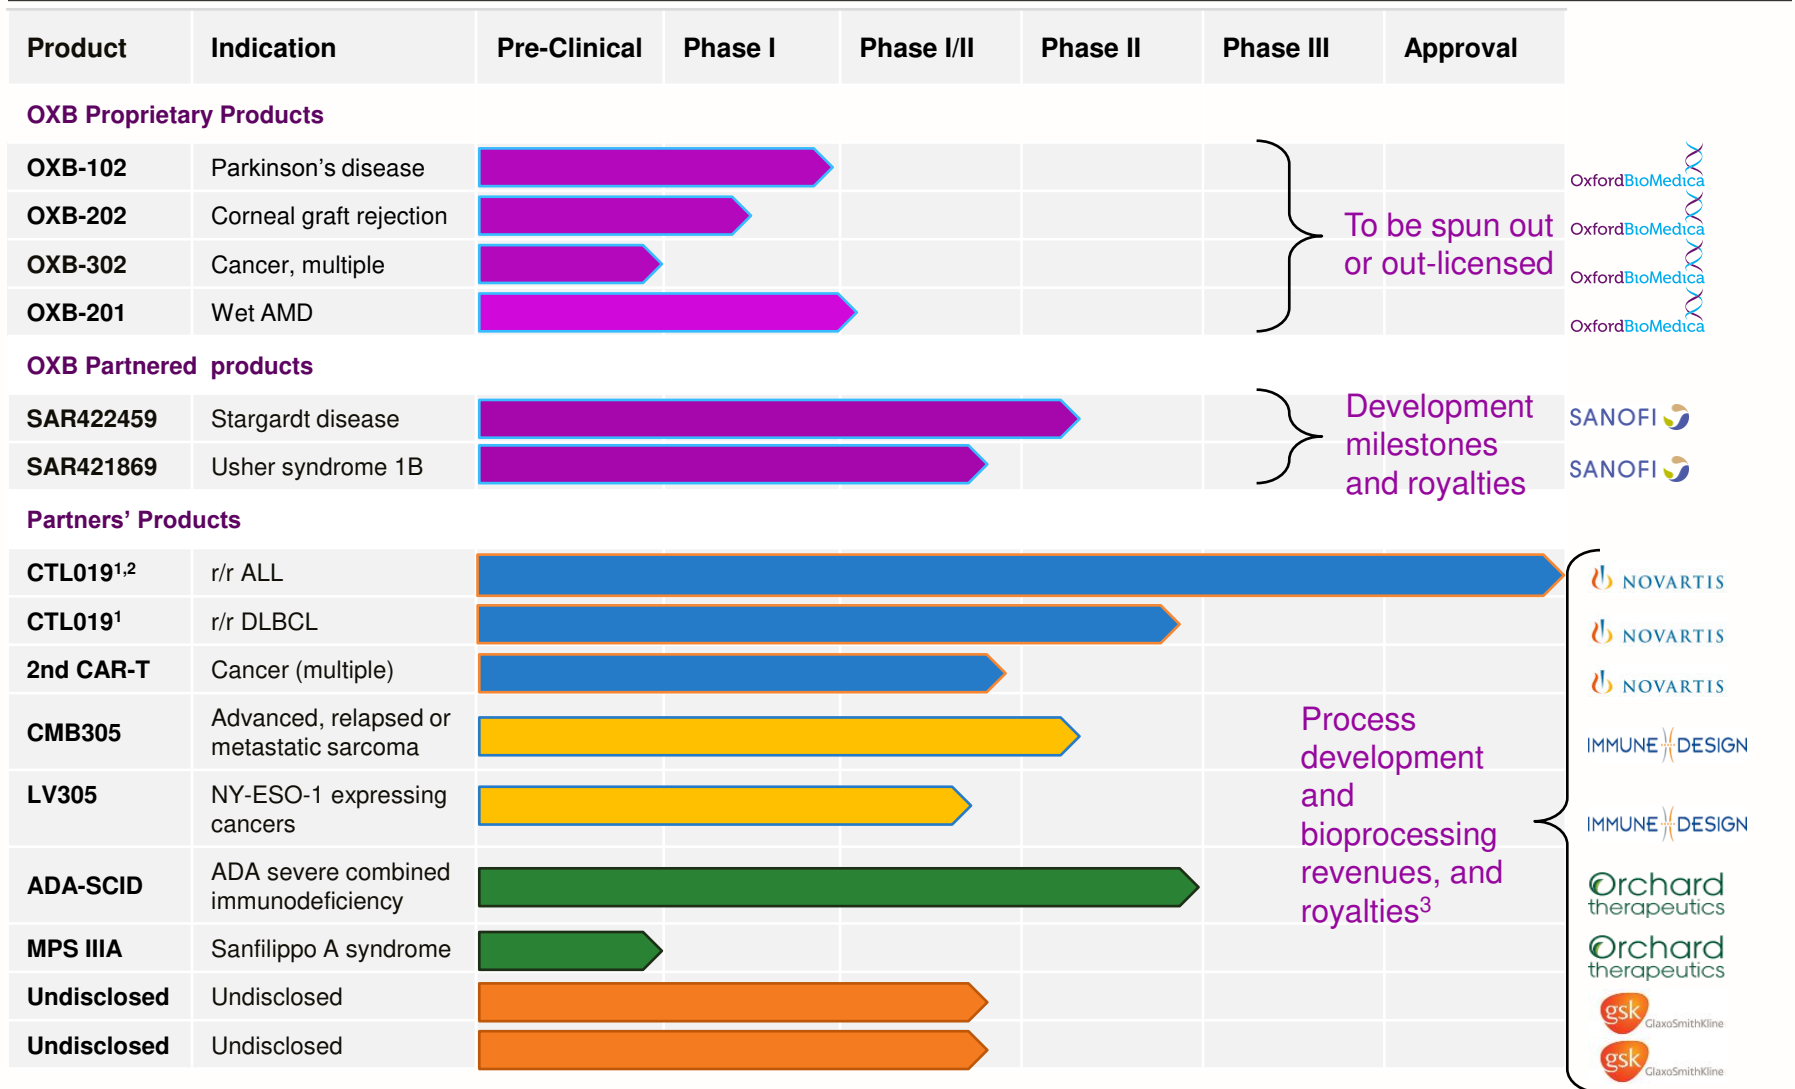 Product Indication Pre-Clinical Phase I Phase I/II Phase II Phase III Approval
OXB Proprietary Products
OXB-102 Parkinson's disease OxfordBioMedica
OXB-202 Corneal graft rejection OxfordBioMedica
OXB-302 Cancer, multiple OxfordBioMedica
OXB-201 Wet AMD OxfordBioMedica
To be spun out
or out-licensed
OXB Partnered products
SAR422459 Stargardt disease SANOFI
SAR421869 Usher syndrome 1B SANOFI
Development
milestones
and royalties
Partners' Products
CTL019¹,² r/r ALL NOVARTIS
CTL019¹ r/r DLBCL NOVARTIS
2nd CAR-T Cancer (multiple) NOVARTIS
CMB305 Advanced, relapsed or
metastatic sarcoma
IMMUNE DESIGN
LV305 NY-ESO-1 expressing
cancers
IMMUNE DESIGN
ADA-SCID ADA severe combined
immunodeficiency
Orchard
therapeutics
MPS IIIA Sanfilippo A syndrome
Orchard
therapeutics
Undisclosed Undisclosed gsk GlaxoSmithKline
Undisclosed Undisclosed gsk GlaxoSmithKline
Process
development
and
bioprocessing
revenues, and
royalties³